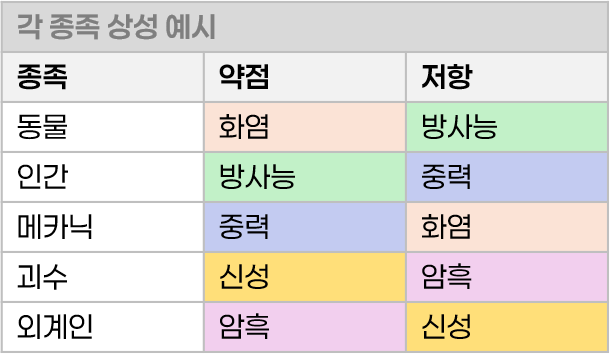 각 종족 상성 예시
종족 약점 저항
동물 화염 방사능
인간 방사능 중력
메카닉 중력 화염
괴수 신성 암흑
외계인 암흑 신성